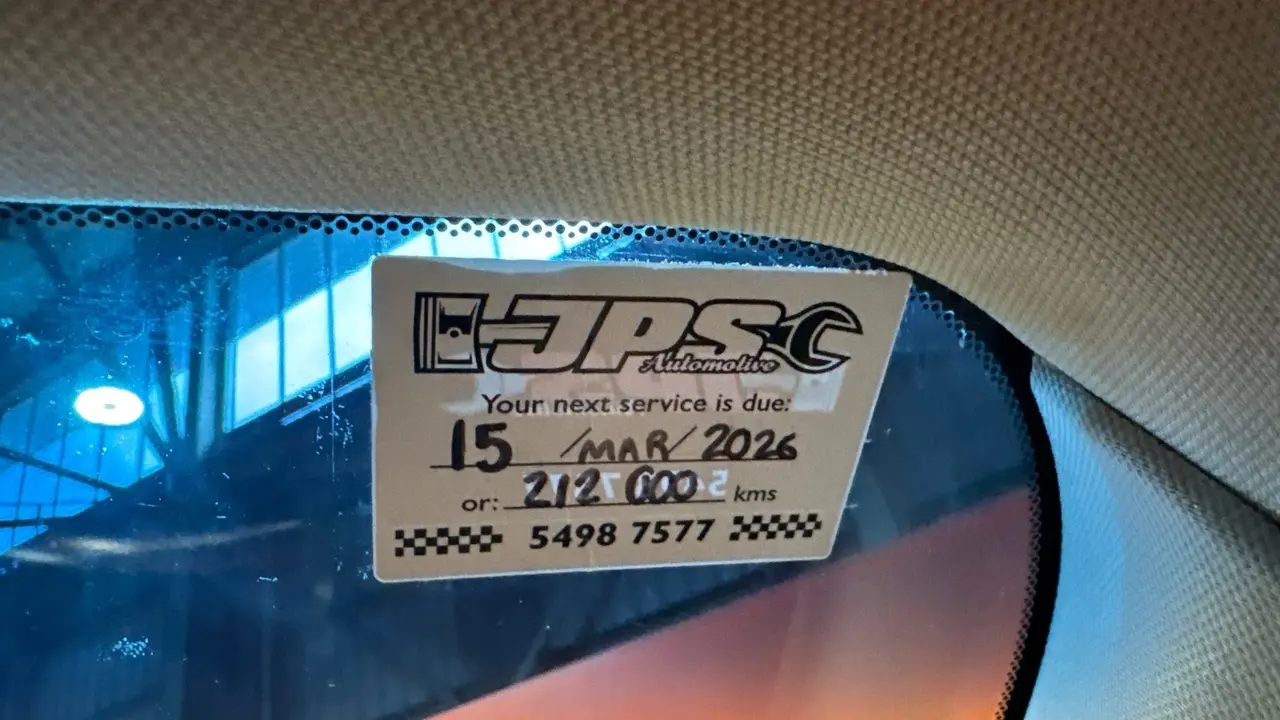 JPS
Automotive
Your next service is due:
15 /MAR/ 2026
or: 212 000 kms
5498 7577